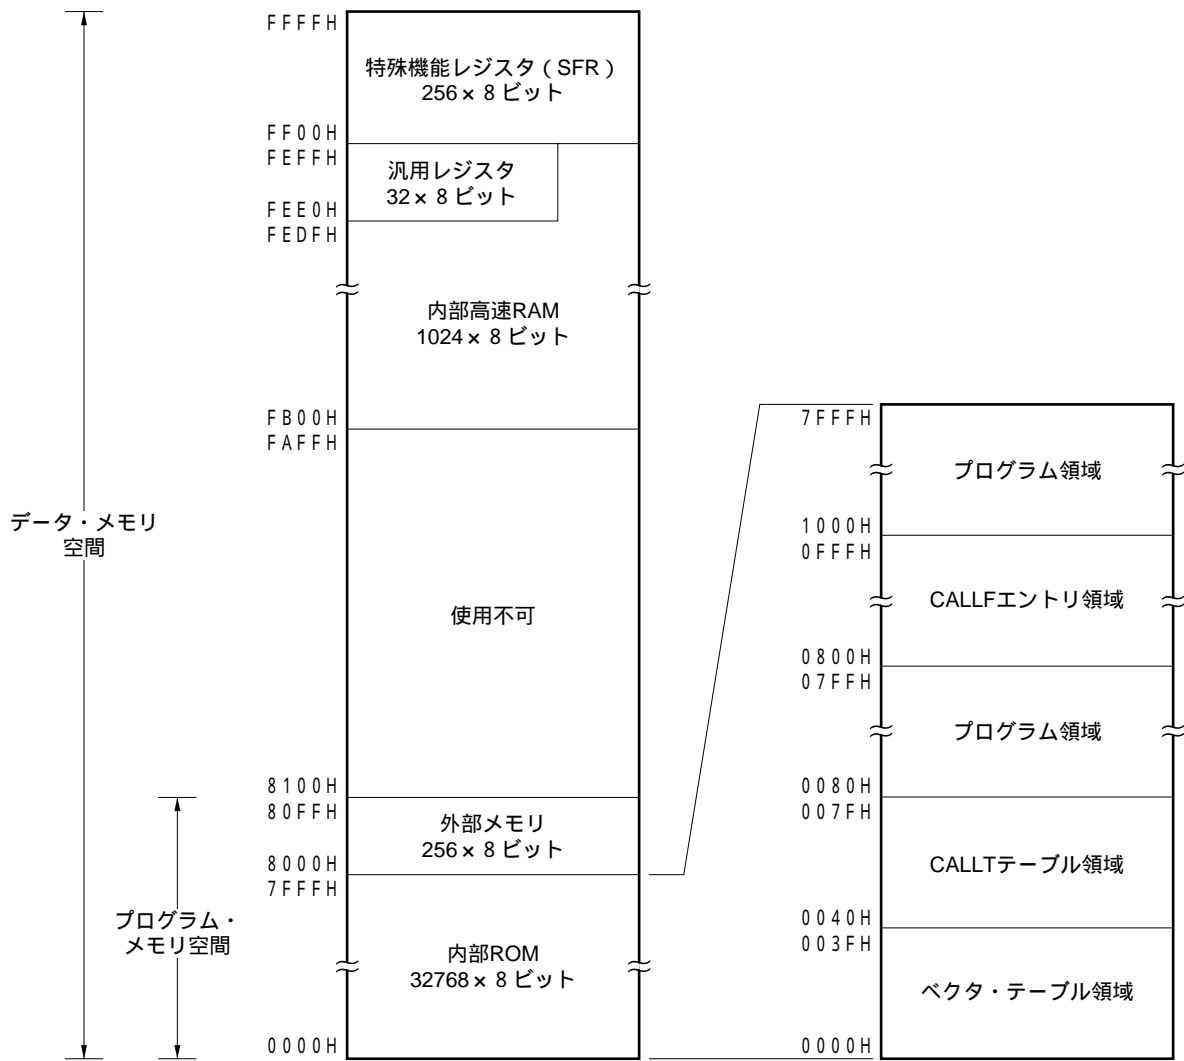 FFFFH
特殊機能レジスタ（SFR）
256×8ビット
FF00H
FEFFH
汎用レジスタ
32×8ビット
FEE0H
FEDFH
内部高速RAM
1024×8ビット
FB00H
FAFFH
データ・メモリ
空間
使用不可
8100H
80FFH
外部メモリ
256×8ビット
8000H
7FFFH
プログラム・
メモリ空間
内部ROM
32768×8ビット
0000H
7FFFH
プログラム領域
1000H
0FFFH
CALLFエントリ領域
0800H
07FFH
プログラム領域
0080H
007FH
CALLTテーブル領域
0040H
003FH
ベクタ・テーブル領域
0000H